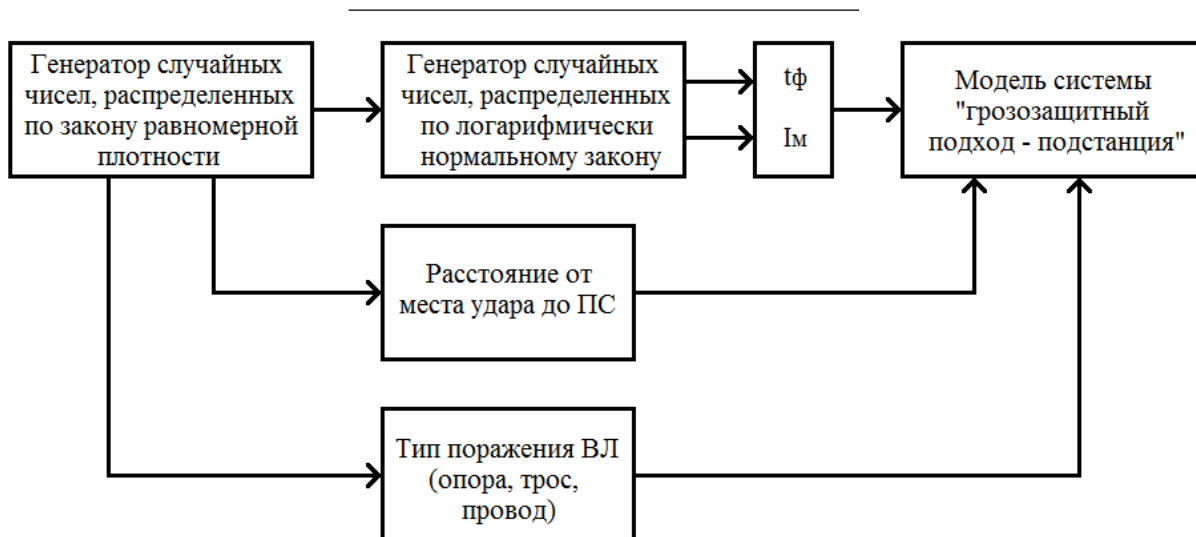 Генератор случайных
чисел, распределенных
по закону равномерной
плотности
Генератор случайных
чисел, распределенных
по логарифмически
нормальному закону
tф
Iм
Модель системы
"грозозащитный
подход - подстанция"
Расстояние от
места удара до ПС
Тип поражения ВЛ
(опора, трос,
провод)